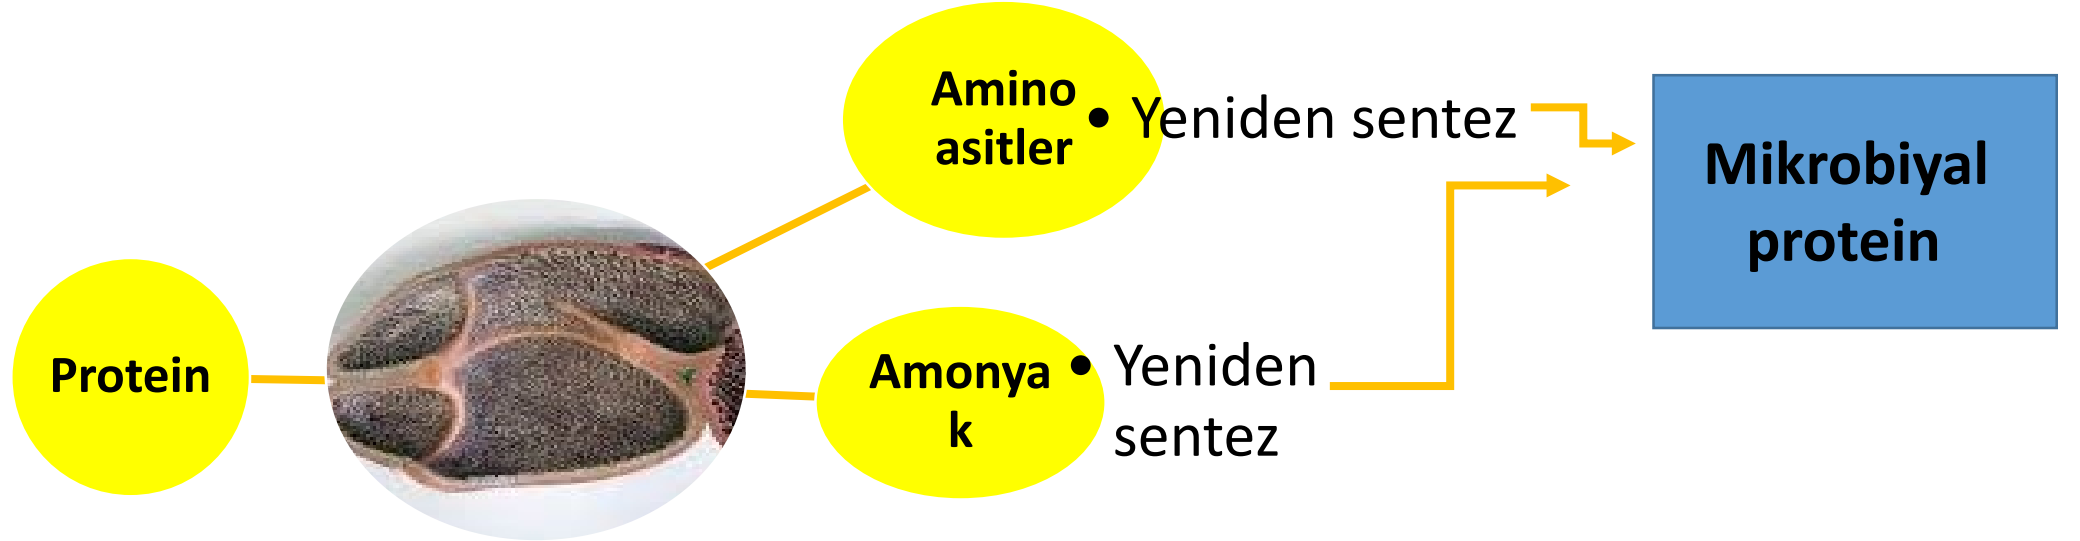 Protein
Amino
asitler
• Yeniden sentez
Amonya
k
• Yeniden
sentez
Mikrobiyal
protein